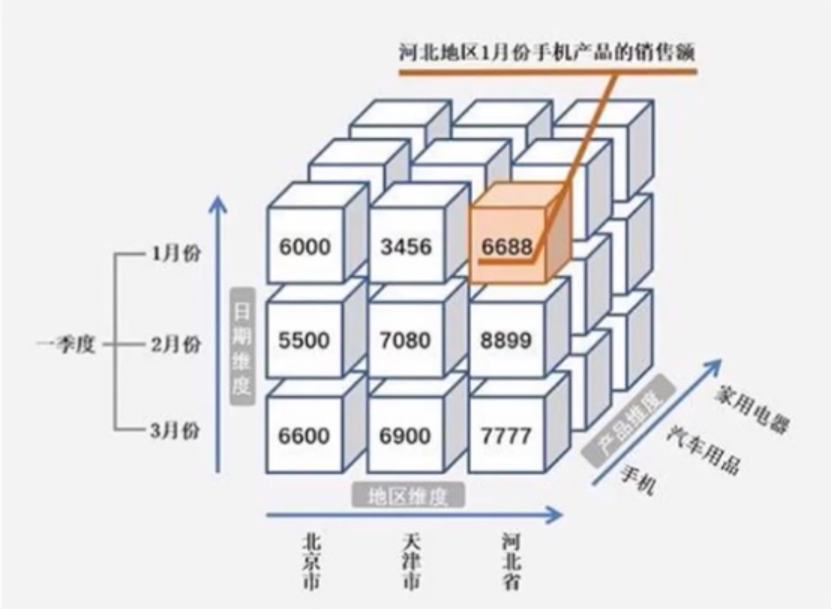 河北地区1月份手机产品的销售额
6000 3456 6688
5500 7080 8899
6600 6900 7777
一季度
1月份
2月份
3月份
日期维度
地区维度
北京市
天津市
河北省
产品维度
手机
汽车用品
家用电器